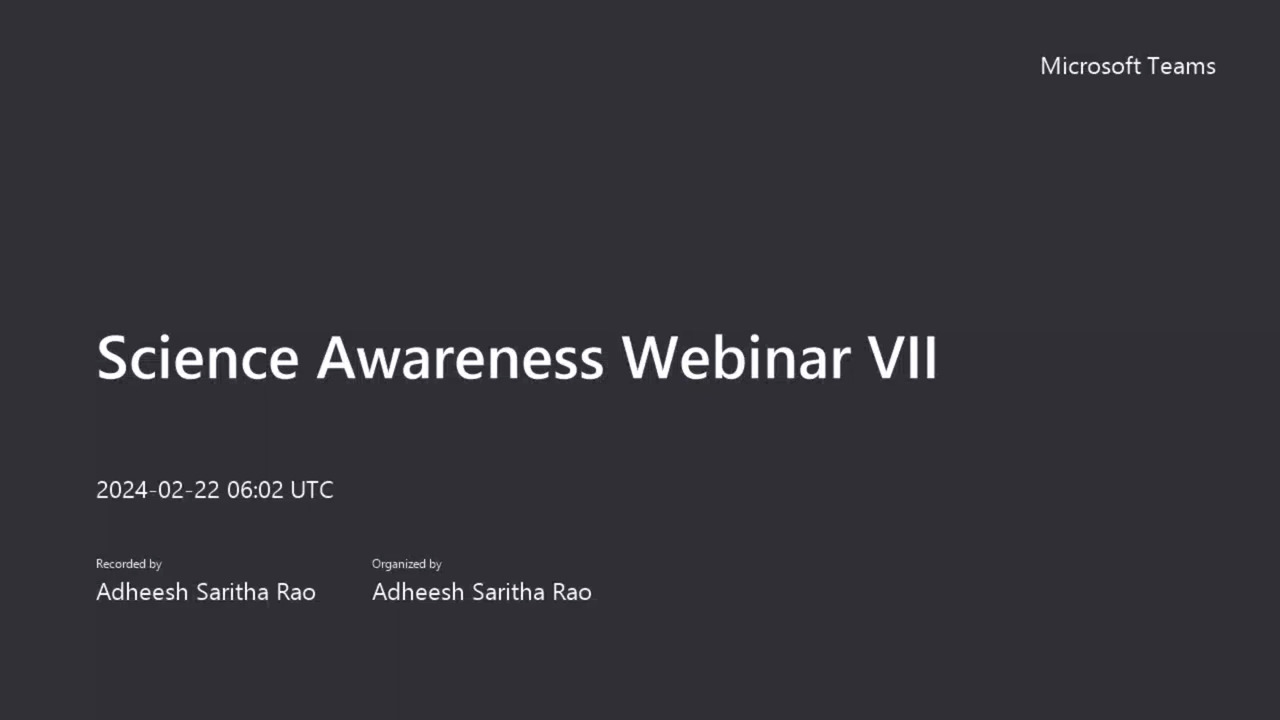 Microsoft Teams
Science Awareness Webinar VII
2024-02-22 06:02 UTC
Recorded by
Organized by
Adheesh Saritha Rao
Adheesh Saritha Rao